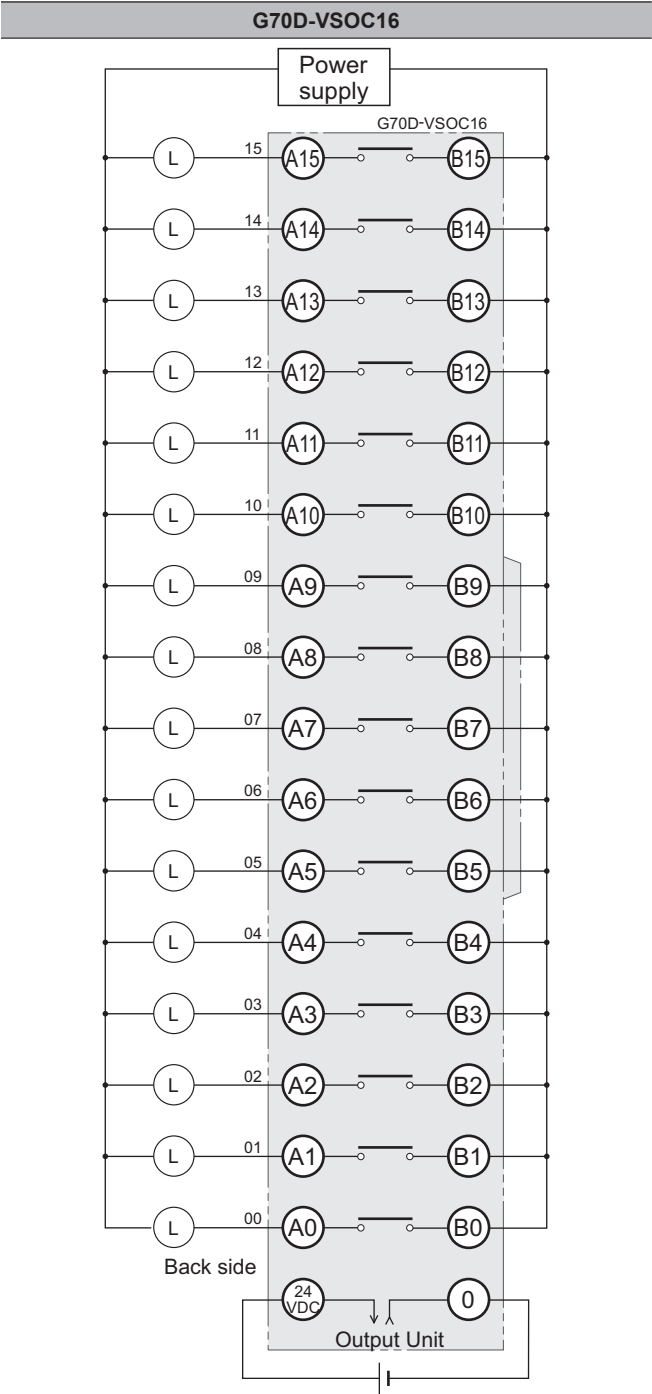 G70D-VSOC16
Power
supply
G70D-VSOC16
L 15 A15 B15
L 14 A14 B14
L 13 A13 B13
L 12 A12 B12
L 11 A11 B11
L 10 A10 B10
L 09 A9 B9
L 08 A8 B8
L 07 A7 B7
L 06 A6 B6
L 05 A5 B5
L 04 A4 B4
L 03 A3 B3
L 02 A2 B2
L 01 A1 B1
L 00 A0 B0
Back side
24
VDC 0
Output Unit